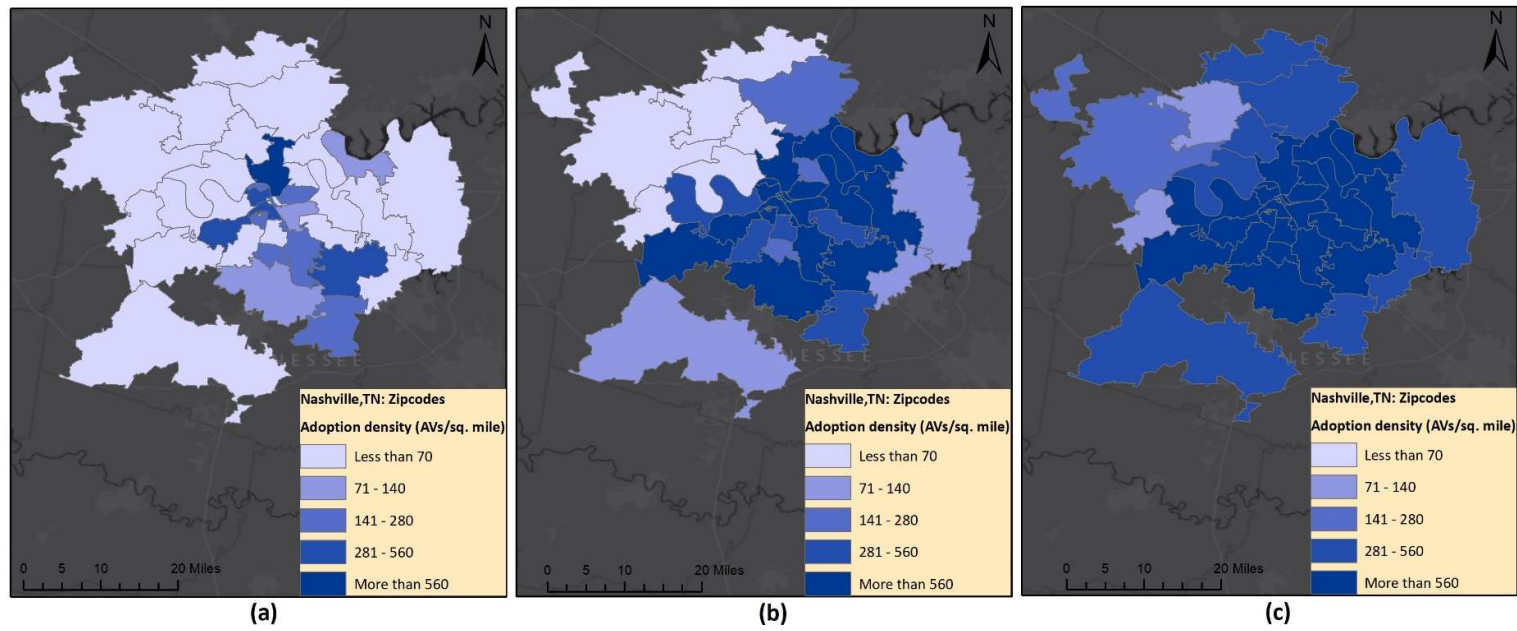 N
Nashville,TN: Zipcodes
Adoption density (AVs/sq. mile)
Less than 70
71 - 140
141 - 280
281 - 560
More than 560
0 5 10 20 Miles
(a)
N
NESSEE
Nashville,TN: Zipcodes
Adoption density (AVs/sq. mile)
Less than 70
71 - 140
141 - 280
281 - 560
More than 560
0 5 10 20 Miles
(b)
N
NESSEE
Nashville,TN: Zipcodes
Adoption density (AVs/sq. mile)
Less than 70
71 - 140
141 - 280
281 - 560
More than 560
0 5 10 20 Miles
(c)